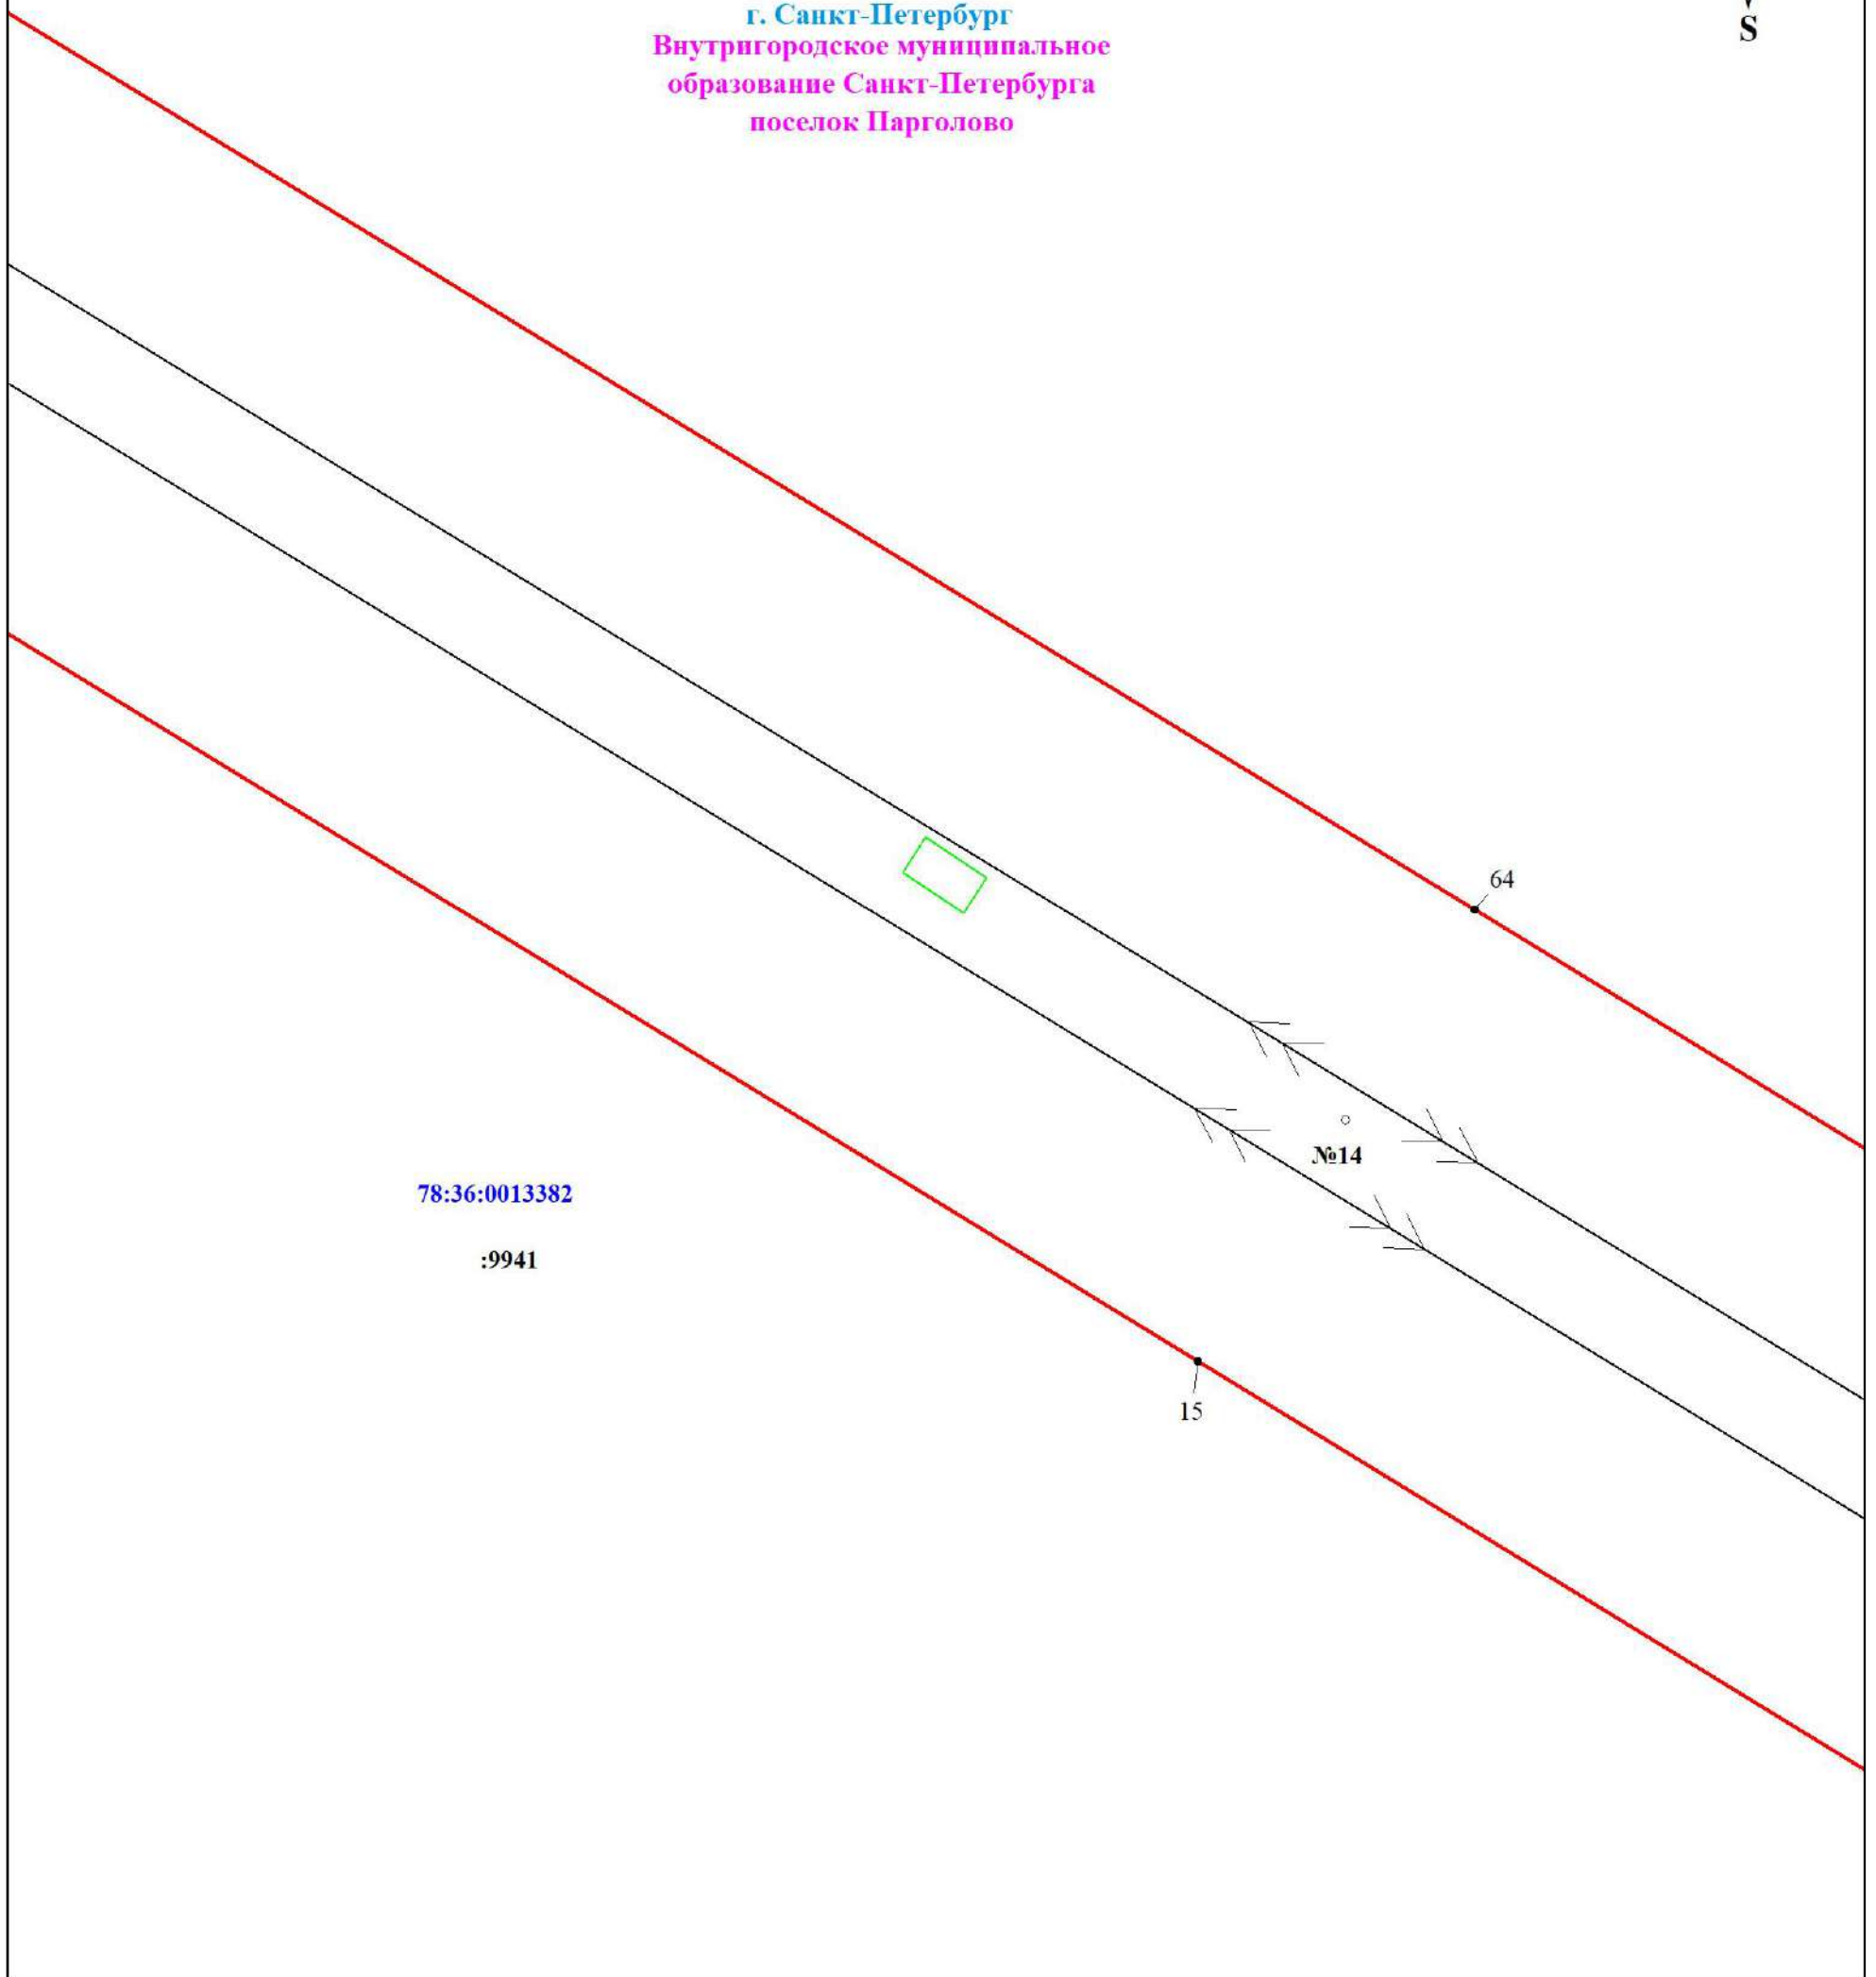 г. Санкт-Петербург
S
Внутригородское муниципальное
образование Санкт-Петербурга
поселок Парголово
64
№14
78:36:0013382
:9941
15